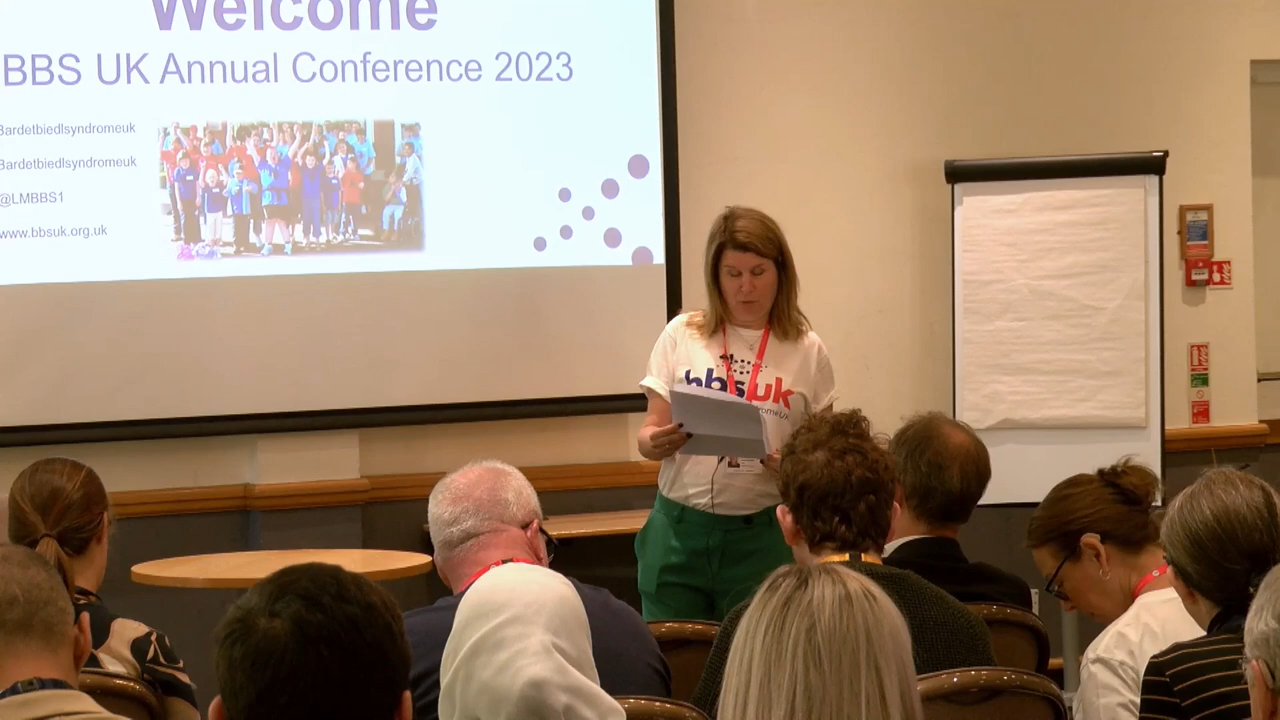 Welcome
BBS UK Annual Conference 2023
Bardetbiedlsyndromeuk
Bardetbiedlsyndromeuk
@LMBBS1
www.bbsuk.org.uk
bbsuk